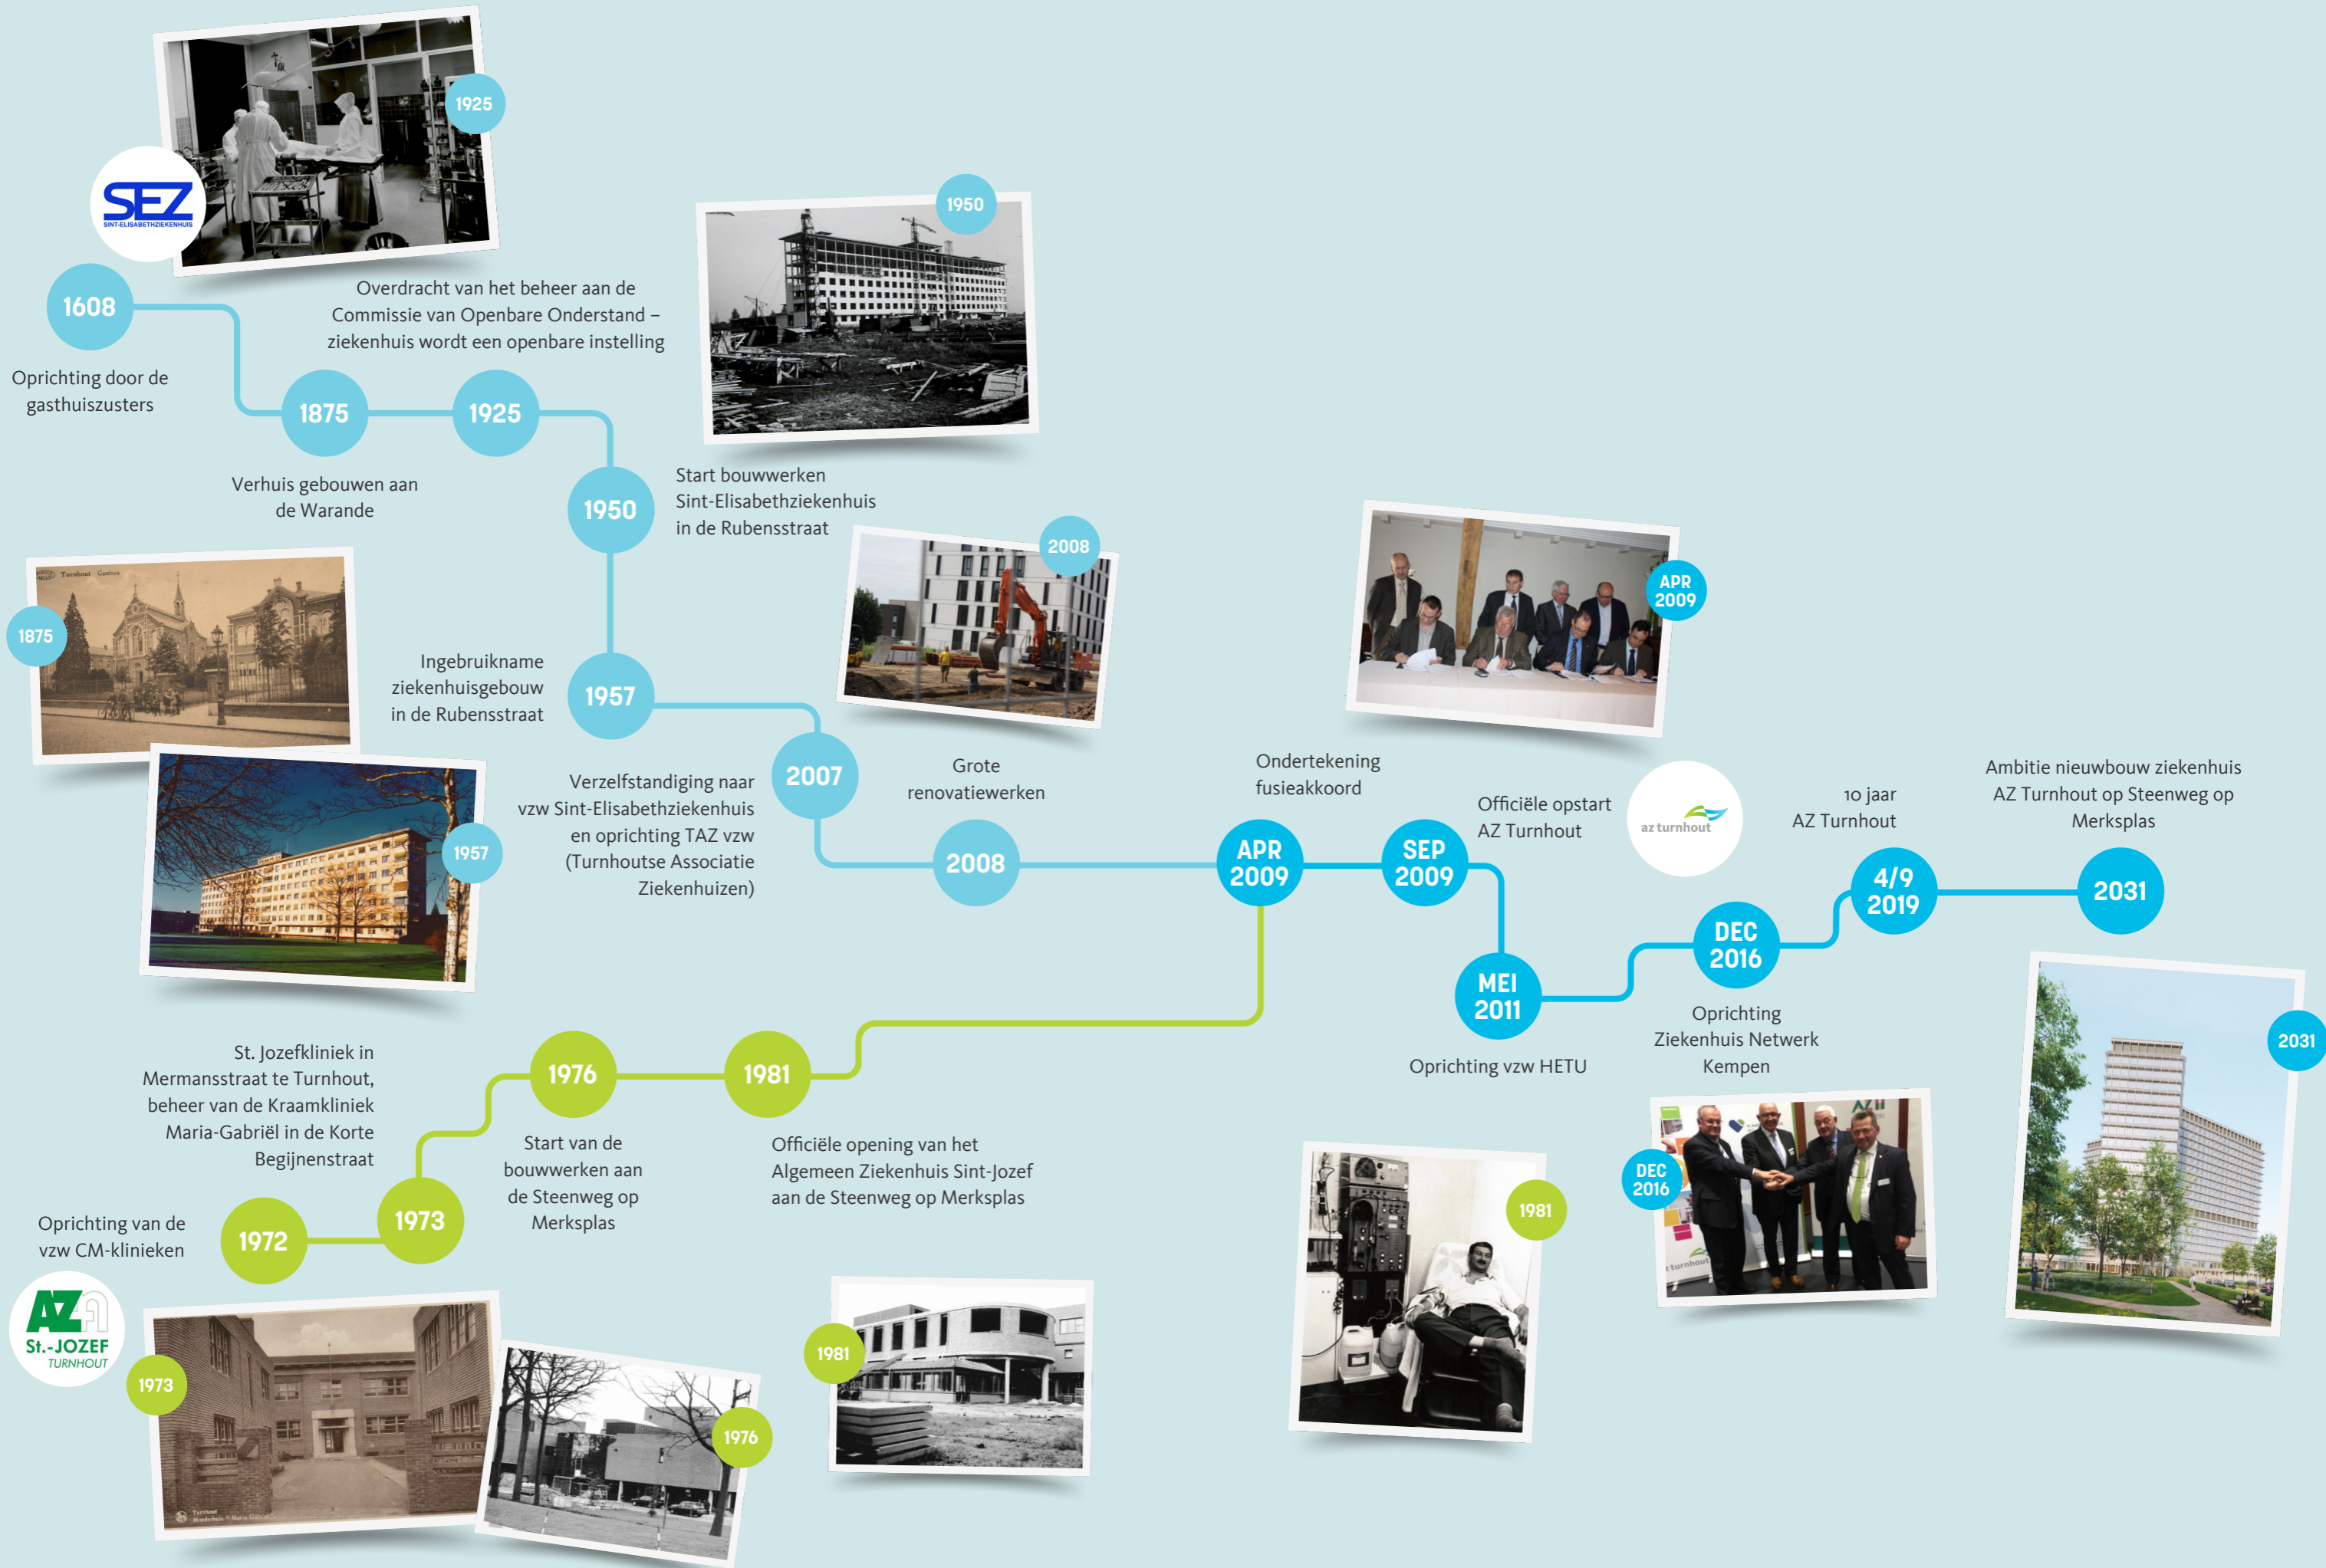 1925
SEZ
SINT-ELISABETHZIEKENHUIS
1950
1608
Oprichting door de
gasthuiszusters
Overdracht van het beheer aan de
Commissie van Openbare Onderstand –
ziekenhuis wordt een openbare instelling
1875
1925
Verhuis gebouwen aan
de Warande
1950
Start bouwwerken
Sint-Elisabethziekenhuis
in de Rubensstraat
2008
APR
2009
Turnhout
1875
Ingebruikname
ziekenhuisgebouw
in de Rubensstraat
1957
1957
Verzelfstandiging naar
vzw Sint-Elisabethziekenhuis
en oprichting TAZ vzw
(Turnhoutse Associatie
Ziekenhuizen)
2007
Grote
renovatiewerken
2008
Ondertekening
fusieakkoord
APR
2009
SEP
2009
Officiële opstart
AZ Turnhout
az turnhout
10 jaar
AZ Turnhout
4/9
2019
Ambitie nieuwbouw ziekenhuis
AZ Turnhout op Steenweg op
Merksplas
2031
MEI
2011
Oprichting vzw HETU
DEC
2016
Oprichting
Ziekenhuis Netwerk
Kempen
2031
DEC
2016
az turnhout
St. Jozefkliniek in
Mermansstraat te Turnhout,
beheer van de Kraamkliniek
Maria-Gabriël in de Korte
Begijnenstraat
1976
1981
Start van de
bouwwerken aan
de Steenweg op
Merksplas
Officiële opening van het
Algemeen Ziekenhuis Sint-Jozef
aan de Steenweg op Merksplas
Oprichting van de
vzw CM-klinieken
1972
1973
1981
AZ
St.-JOZEF
TURNHOUT
1973
Turnhout
1976
1981